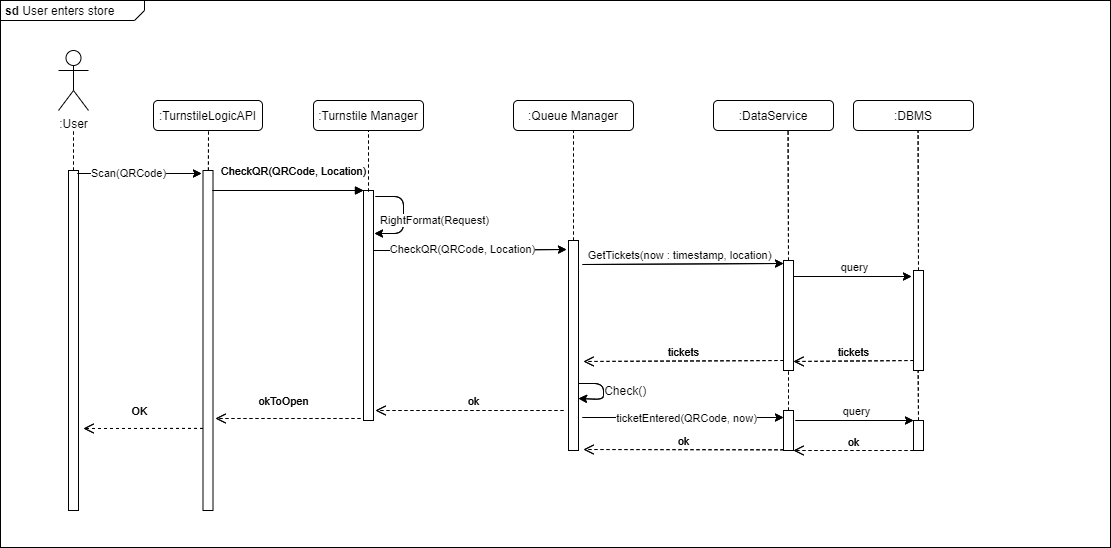 sd User enters store
:User
:TurnstileLogicAPI
:Turnstile Manager
:Queue Manager
:DataService
:DBMS
Scan(QRCode)
CheckQR(QRCode, Location)
RightFormat(Request)
CheckQR(QRCode, Location)
GetTickets(now : timestamp, location)
query
tickets
tickets
Check()
ok
okToOpen
OK
ticketEntered(QRCode, now)
query
ok
ok